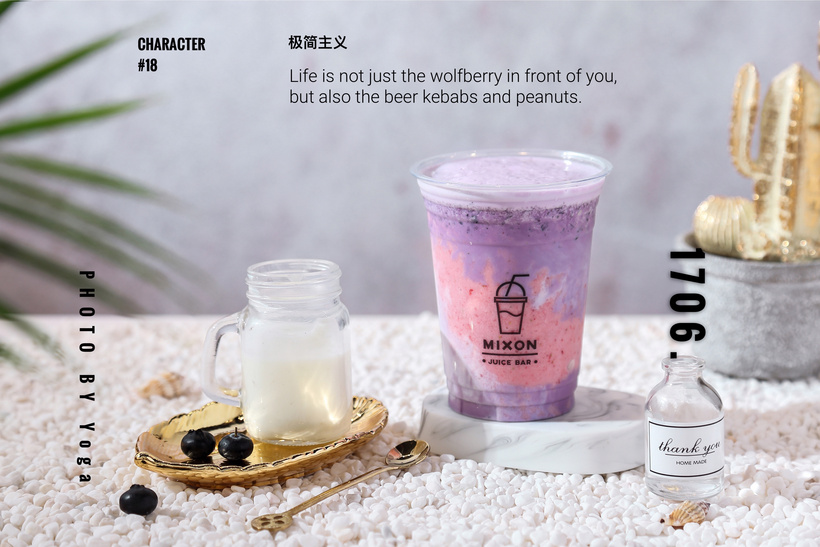 CHARACTER
#18
极简主义
Life is not just the wolfberry in front of you,
but also the beer kebabs and peanuts.
PHOTO BY Yoga
1706.
MIXON
JUICE BAR
thank you
HOME MADE